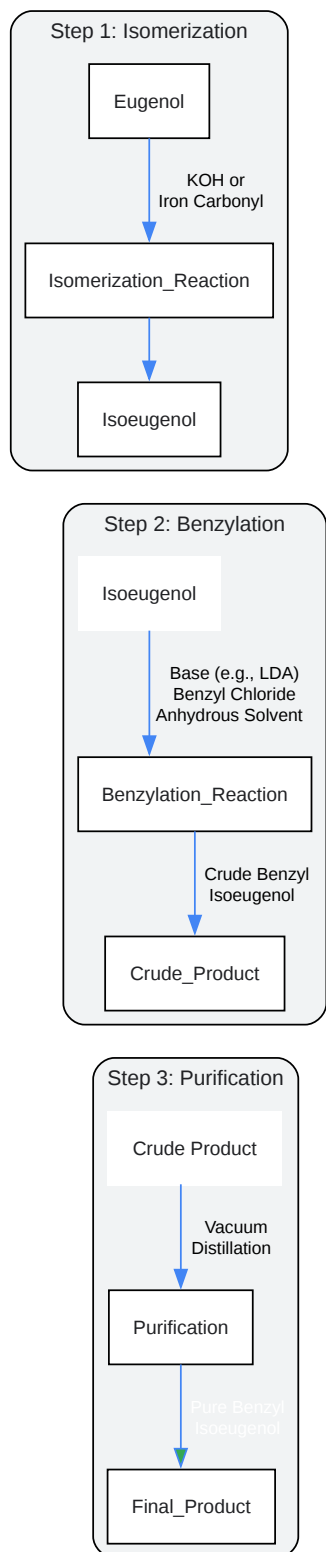 Step 1: Isomerization
Eugenol
KOH or
Iron Carbonyl
Isomerization_Reaction
Isoeugenol
Step 2: Benzylation
Isoeugenol
Base (e.g., LDA)
Benzyl Chloride
Anhydrous Solvent
Benzylation_Reaction
Crude Benzyl
Isoeugenol
Crude_Product
Step 3: Purification
Crude Product
Vacuum
Distillation
Purification
Pure Benzyl
Isoeugenol
Final_Product